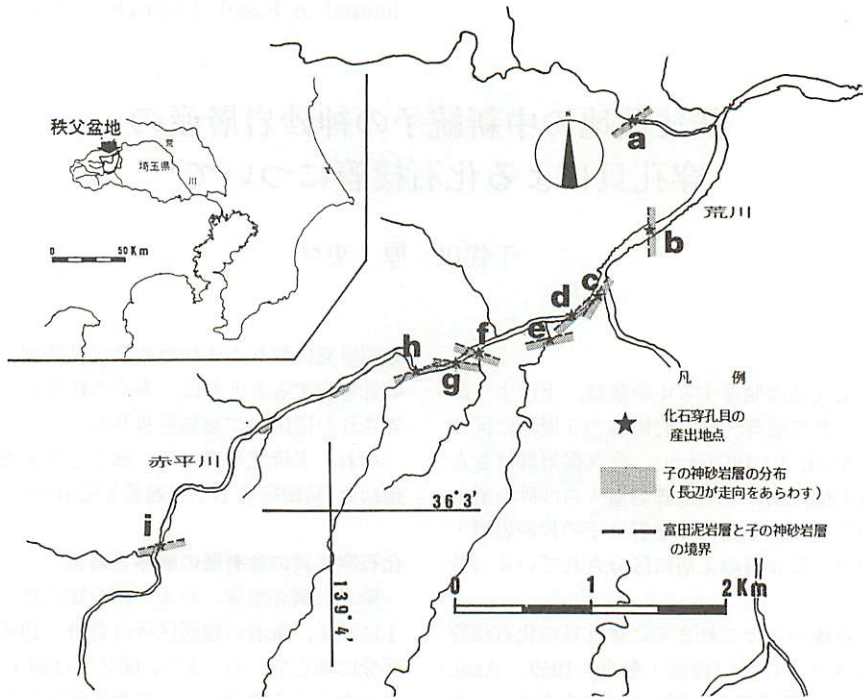 秩父盆地
荒
埼玉県
川
0 50 Km
a
荒川
b
c
d
e
f
h
g
赤平川
i
凡 例
化石穿孔貝の
産出地点
子の神砂岩層の分布
(長辺が走向をあらわす)
富田泥岩層と子の神砂岩層
の境界
36°3′
139°4′
0 1 2 Km